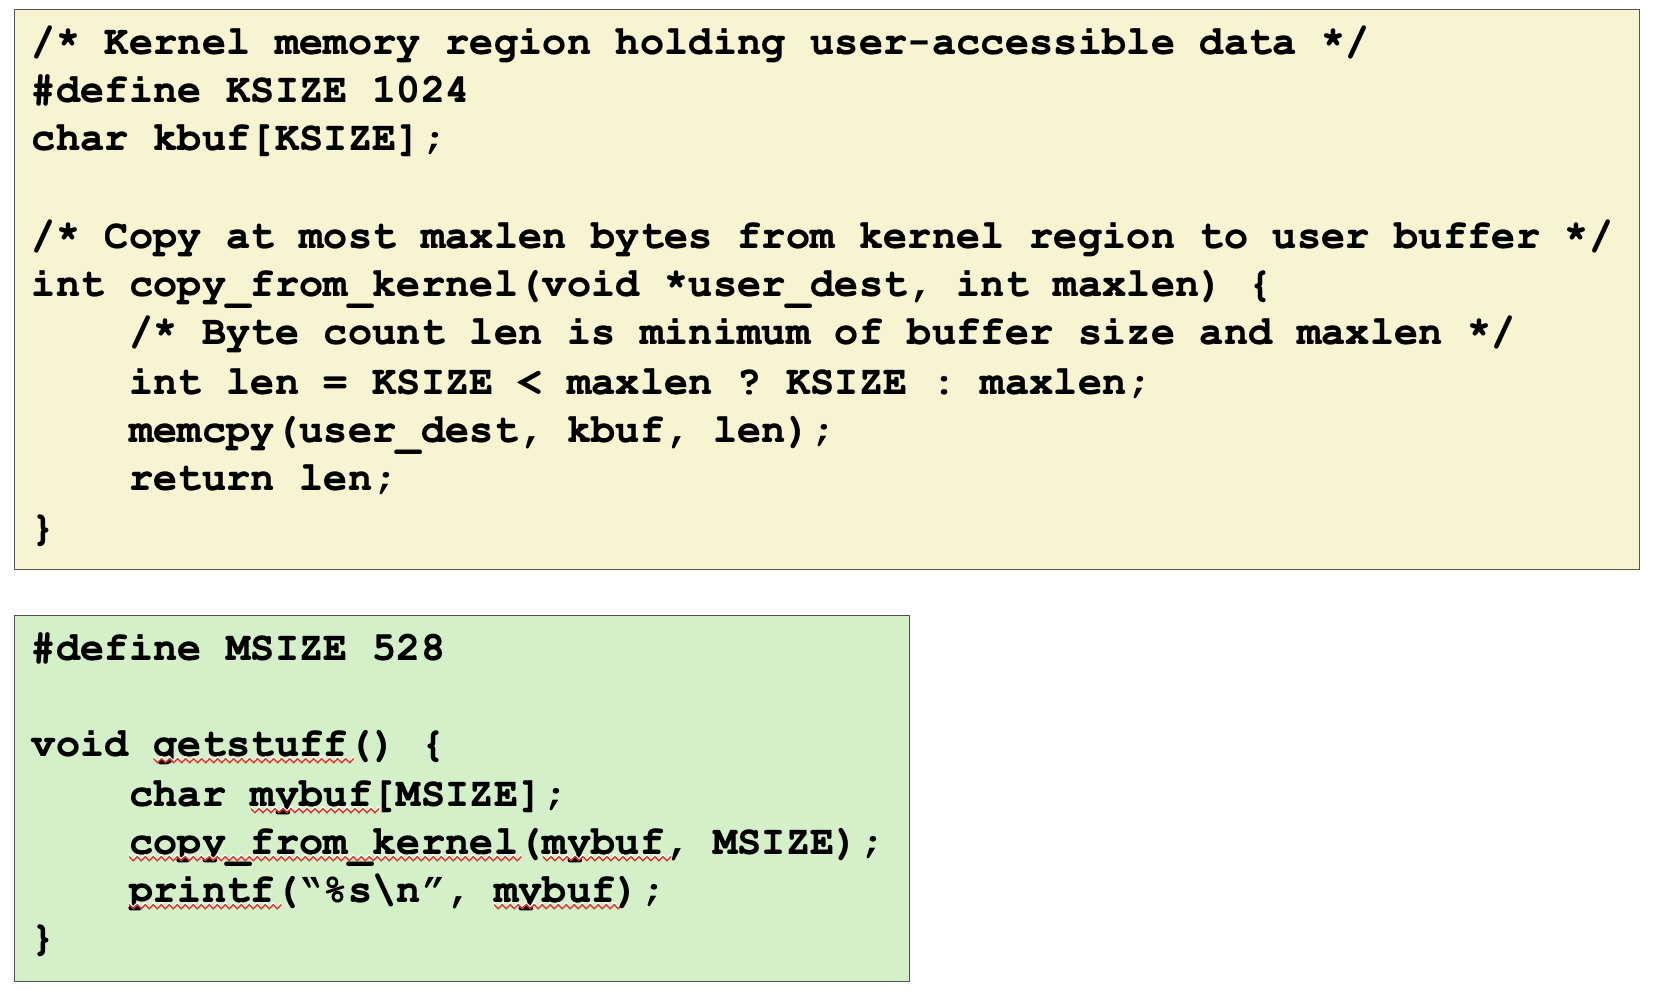 /* Kernel memory region holding user-accessible data */
#define KSIZE 1024
char kbuf[KSIZE];
/* Copy at most maxlen bytes from kernel region to user buffer */
int copy_from_kernel(void *user_dest, int maxlen) {
    /* Byte count len is minimum of buffer size and maxlen */
    int len = KSIZE < maxlen ? KSIZE : maxlen;
    memcpy(user_dest, kbuf, len);
    return len;
}
#define MSIZE 528
void getstuff() {
    char mybuf[MSIZE];
    copy_from_kernel(mybuf, MSIZE);
    printf(“%s\n”, mybuf);
}